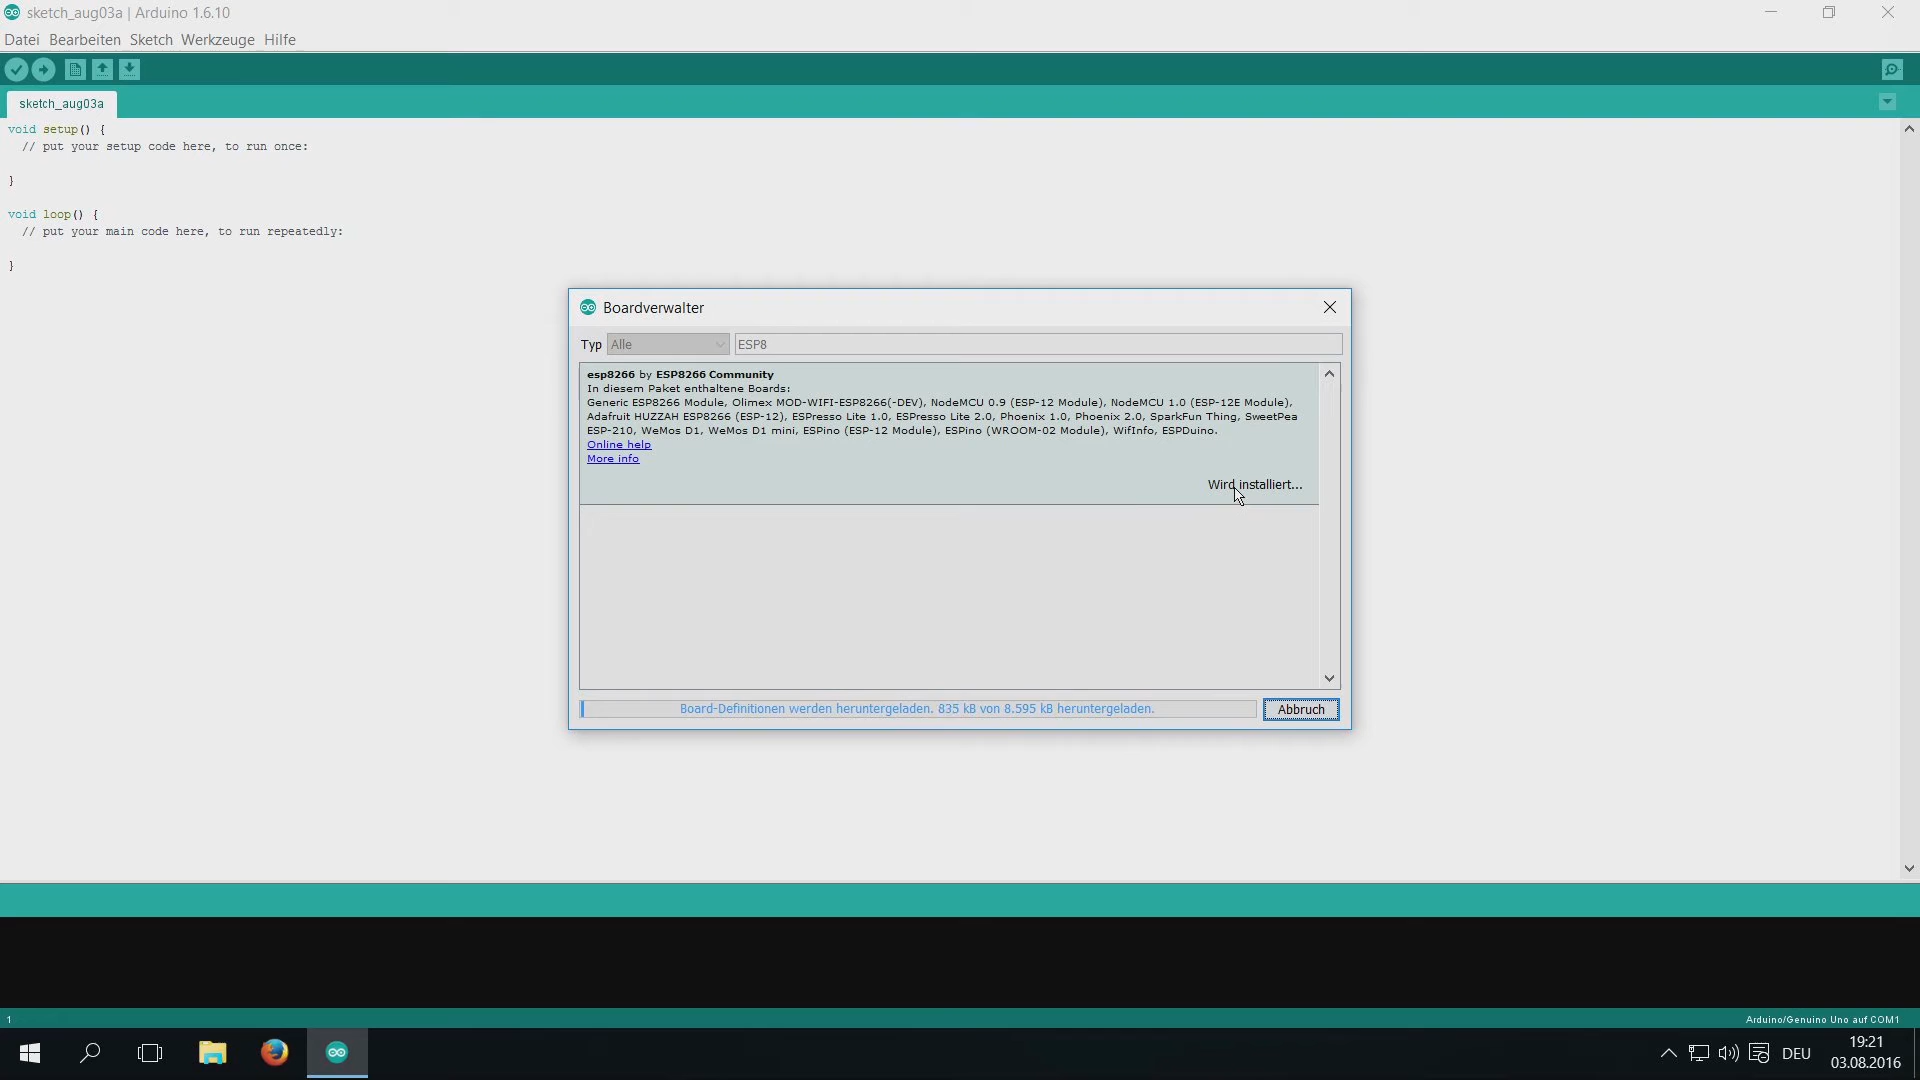 sketch_aug03a | Arduino 1.6.10
Datei Bearbeiten Sketch Werkzeuge Hilfe
sketch_aug03a
void setup() {
// put your setup code here, to run once:
}
void loop() {
// put your main code here, to run repeatedly:
}
Boardverwalter
Typ Alle ESP8
esp8266 by ESP8266 Community
In diesem Paket enthaltene Boards:
Generic ESP8266 Module, Olimex MOD-WIFI-ESP8266(-DEV), NodeMCU 0.9 (ESP-12 Module), NodeMCU 1.0 (ESP-12E Module),
Adafruit HUZZAH ESP8266 (ESP-12), ESPresso Lite 1.0, ESPresso Lite 2.0, Phoenix 1.0, Phoenix 2.0, SparkFun Thing, SweetPea
ESP-210, WeMos D1, WeMos D1 mini, ESPino (ESP-12 Module), ESPino (WROOM-02 Module), WifInfo, ESPDuino.
Online help
More info
Wird installiert...
Board-Definitionen werden heruntergeladen. 835 kB von 8.595 kB heruntergeladen.
Abbruch
1
Arduino/Genuino Uno auf COM1
DEU
19:21
03.08.2016